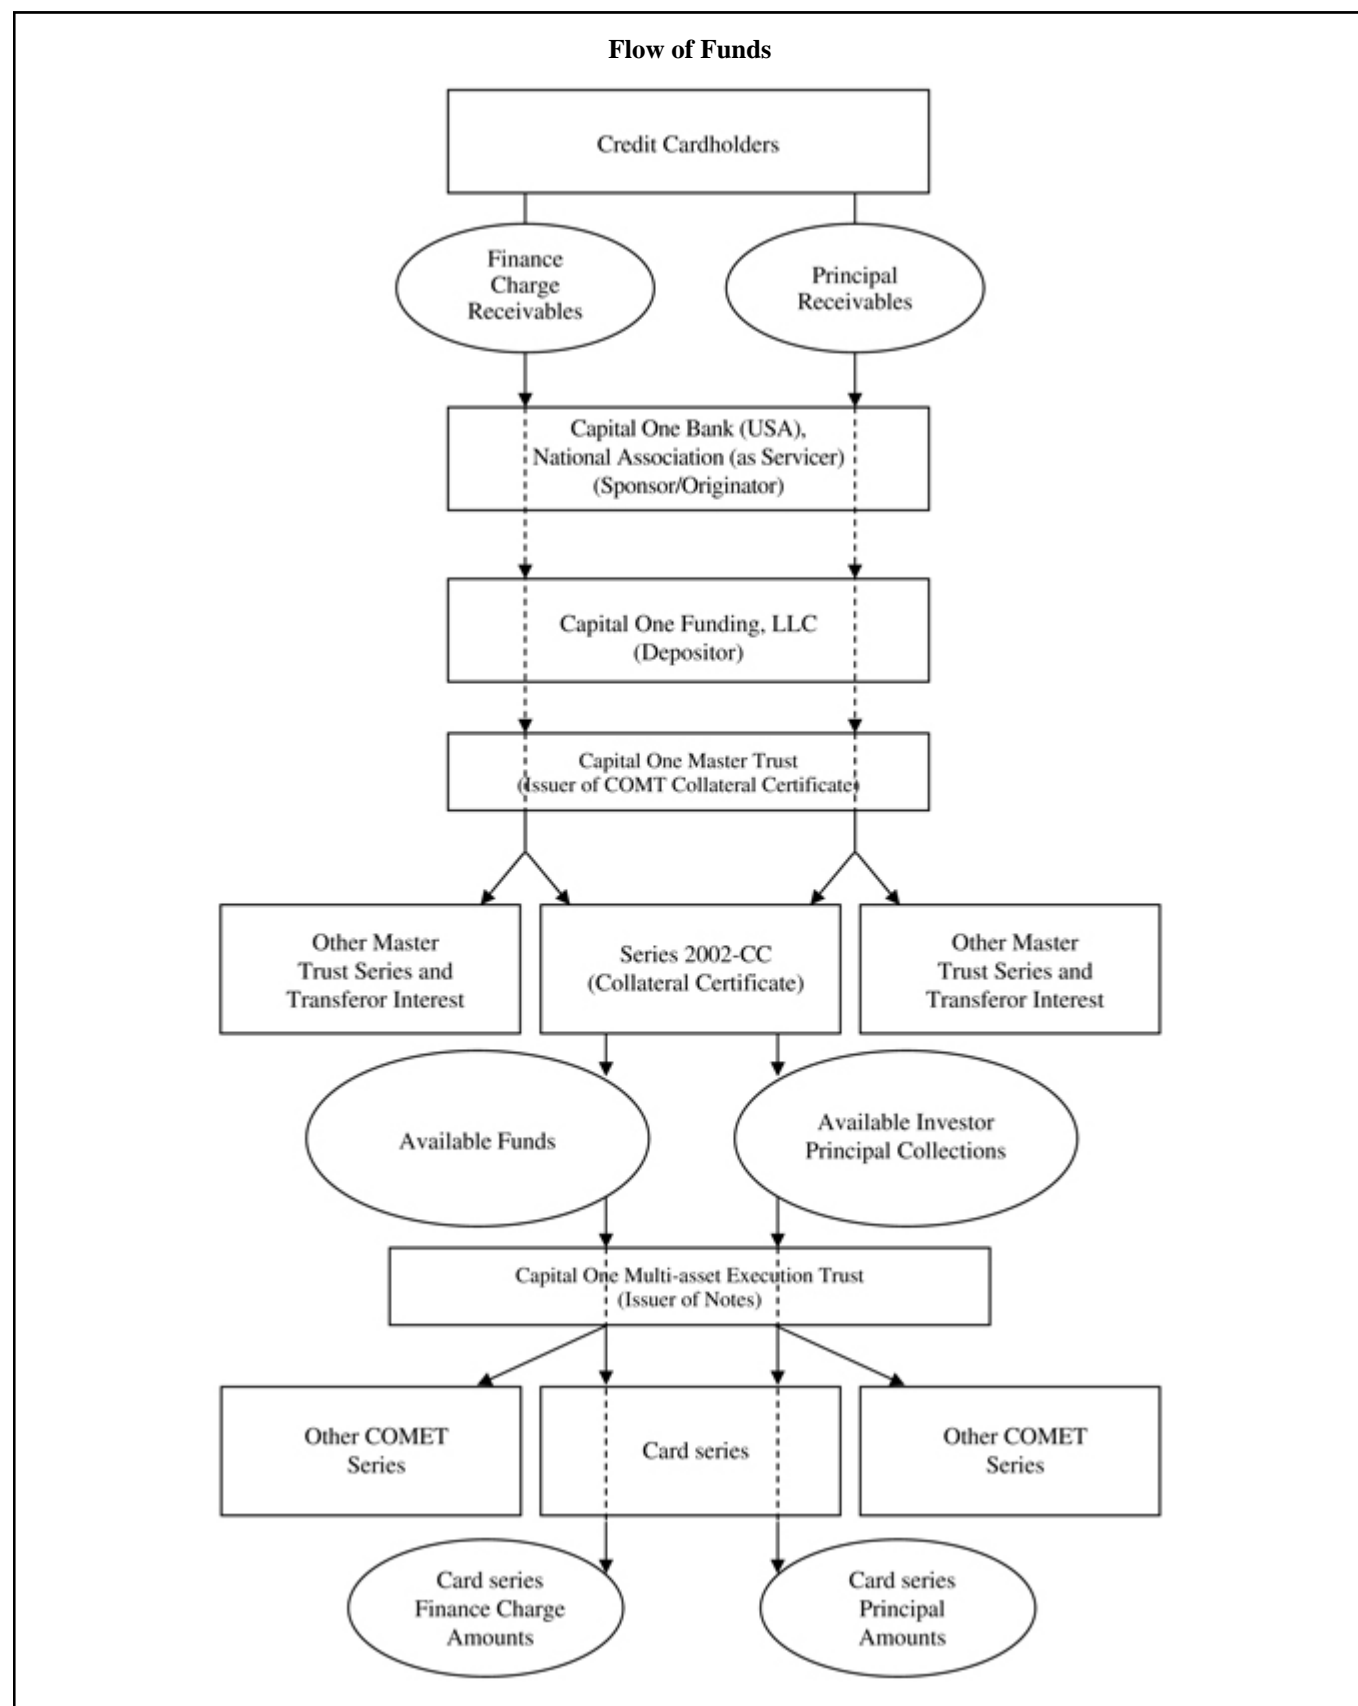 Flow of Funds
Credit Cardholders
Finance
Charge
Receivables
Principal
Receivables
Capital One Bank (USA),
National Association (as Servicer)
(Sponsor/Originator)
Capital One Funding, LLC
(Depositor)
Capital One Master Trust
(Issuer of COMT Collateral Certificate)
Other Master
Trust Series and
Transferor Interest
Series 2002-CC
(Collateral Certificate)
Other Master
Trust Series and
Transferor Interest
Available Funds
Available Investor
Principal Collections
Capital One Multi-asset Execution Trust
(Issuer of Notes)
Other COMET
Series
Card series
Other COMET
Series
Card series
Finance Charge
Amounts
Card series
Principal
Amounts